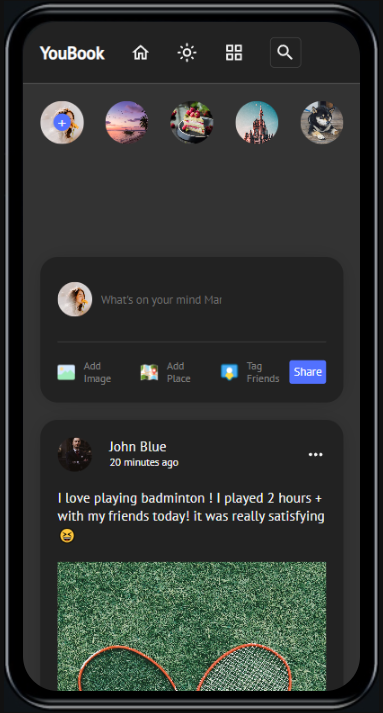 YouBook
+
What's on your mind Mar
Add
Image
Add
Place
Tag
Friends
Share
John Blue
20 minutes ago
I love playing badminton ! I played 2 hours +
with my friends today! it was really satisfying
😆